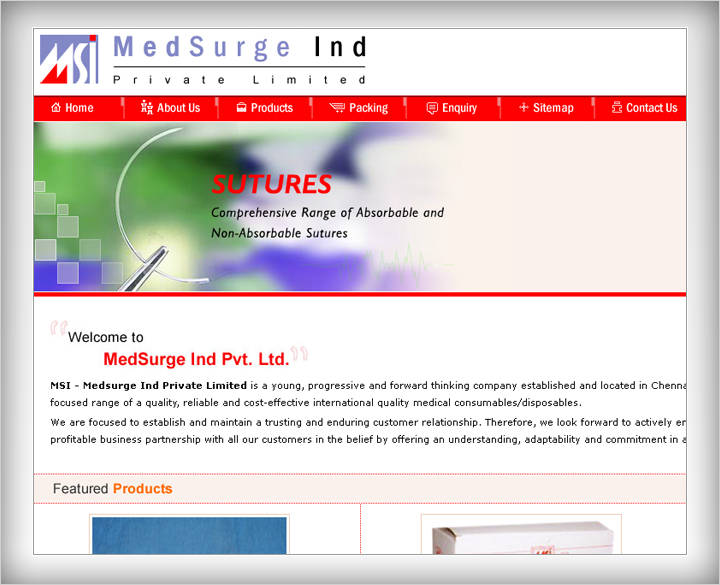 MSI
MedSurge Ind
Private Limited
Home About Us Products Packing Enquiry Sitemap Contact Us
SUTURES
Comprehensive Range of Absorbable and
Non-Absorbable Sutures
Welcome to
MedSurge Ind Pvt. Ltd.
MSI - Medsurge Ind Private Limited is a young, progressive and forward thinking company established and located in Chenna
focused range of a quality, reliable and cost-effective international quality medical consumables/disposables.
We are focused to establish and maintain a trusting and enduring customer relationship. Therefore, we look forward to actively en
profitable business partnership with all our customers in the belief by offering an understanding, adaptability and commitment in a
Featured Products